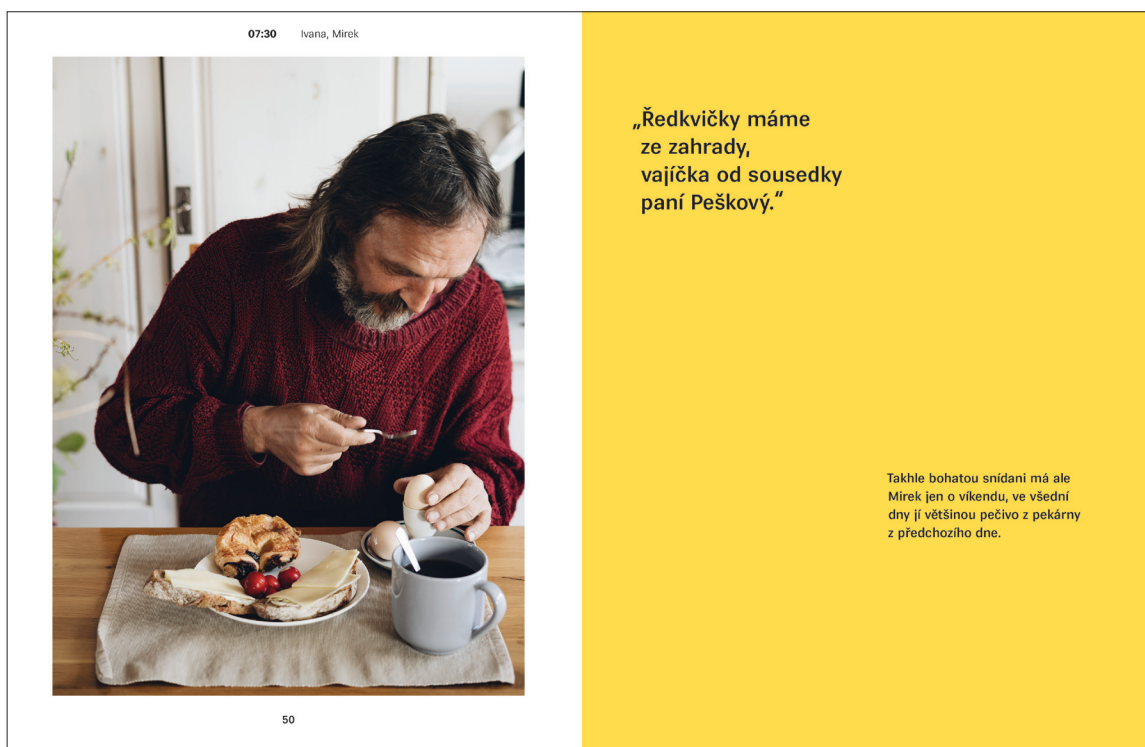 07:30 Ivana, Mirek
50
„Ředkvičky máme
ze zahrady,
vajíčka od sousedky
paní Peškový.“
Takhle bohatou snídani má ale
Mirek jen o víkendu, ve všední
dny jí většinou pečivo z pekárny
z předchozího dne.